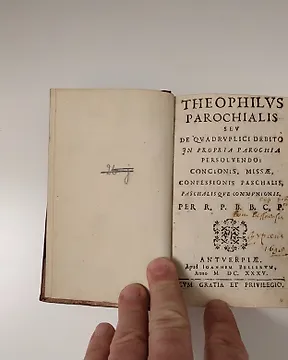 THEOPHILVS
PAROCHIALIS
SEV
DE QVADRVPLICI DEBITO
IN PROPRIA PAROCHIA
PERSOLVENDO:
CONCIONIS, MISSÆ,
CONFESSIONIS PASCHALIS,
PASCHALISQVE COMMVNIONIS.
PER R. P. B. B. C. P.
ANTVERPIÆ,
Apud IOANNEM BELLERVM,
Anno M DC. XXXV.
CVM GRATIA ET PRIVILEGIO.